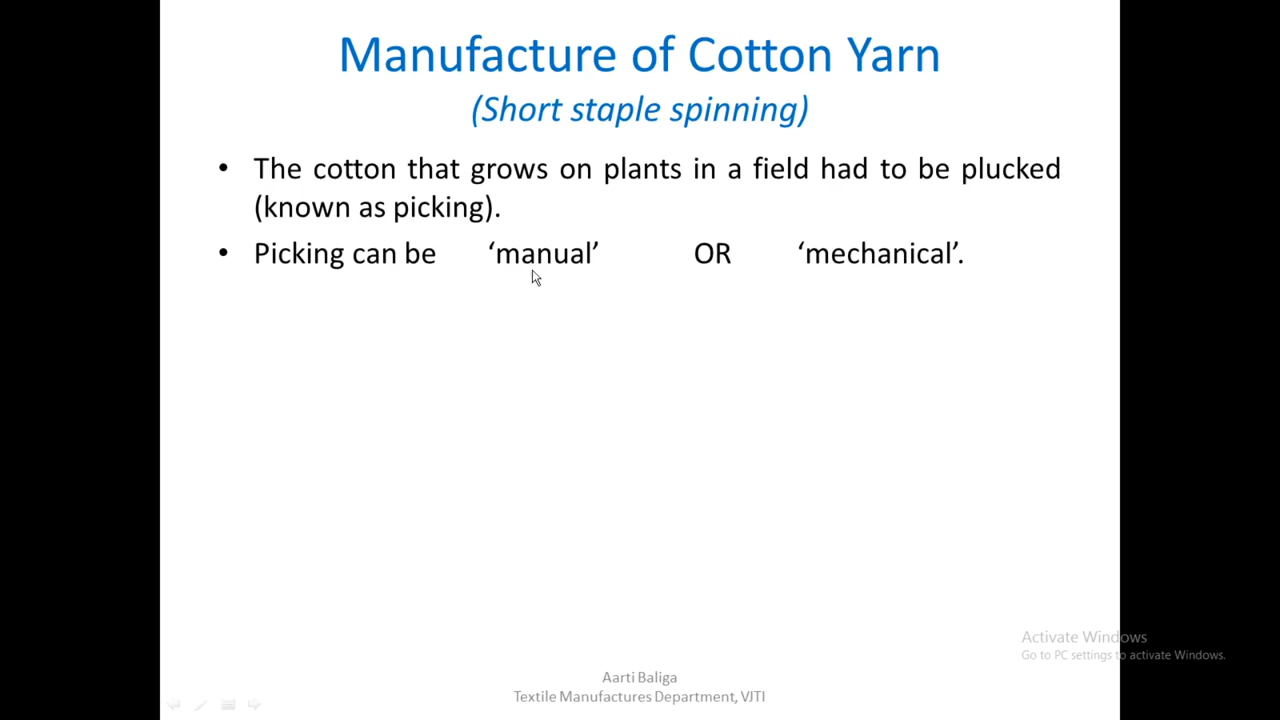 Manufacture of Cotton Yarn
(Short staple spinning)
• The cotton that grows on plants in a field had to be plucked
(known as picking).
• Picking can be ‘manual’ OR ‘mechanical’.
Activate Windows
Go to PC settings to activate Windows.
Aarti Baliga
Textile Manufactures Department, VJTI